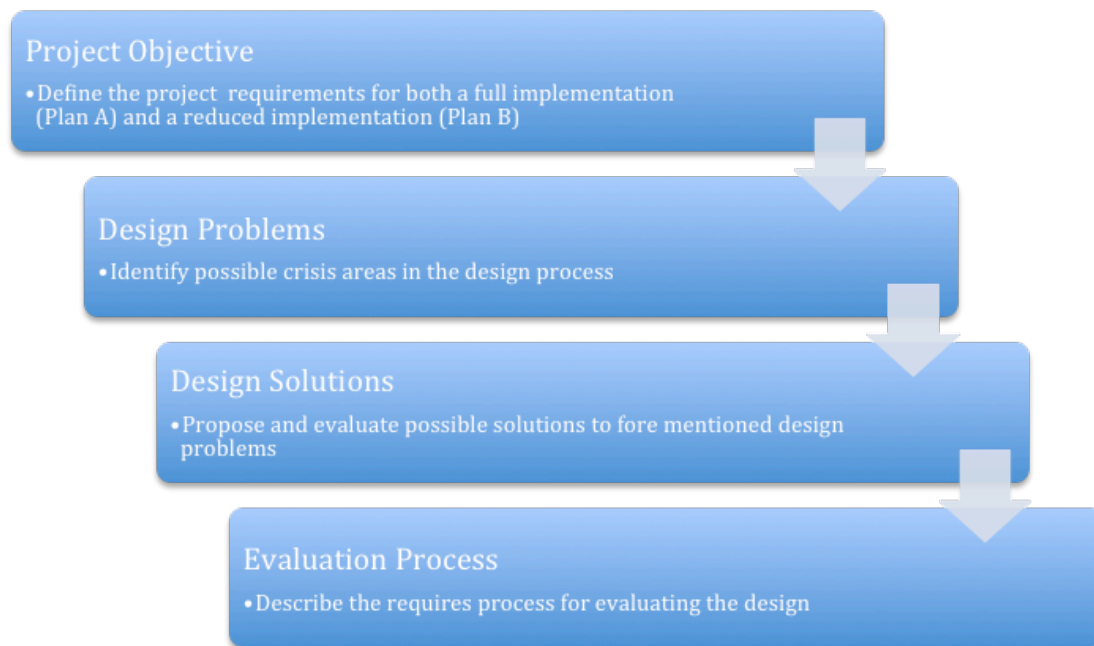 Project Objective
•Define the project  requirements for both a full implementation
(Plan A) and a reduced implementation (Plan B)
Design Problems
•Identify possible crisis areas in the design process
Design Solutions
•Propose and evaluate possible solutions to fore mentioned design
problems
Evaluation Process
•Describe the requires process for evaluating the design